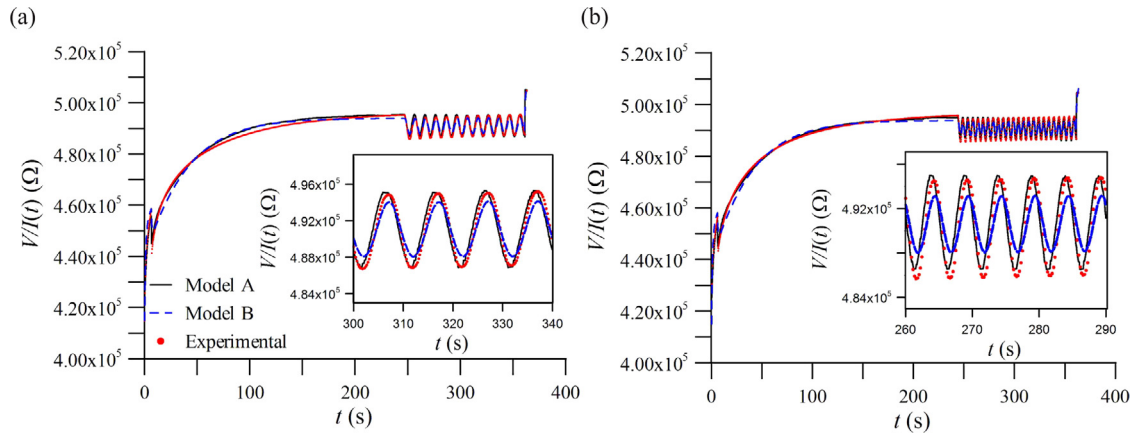 (a)
V/I(t) (Ω)
5.20x10⁵
5.00x10⁵
4.80x10⁵
4.60x10⁵
4.40x10⁵
4.20x10⁵
4.00x10⁵
0 100 200 300 400
t (s)
Model A
Model B
Experimental
V/I(t) (Ω)
4.96x10⁵
4.92x10⁵
4.88x10⁵
4.84x10⁵
300 310 320 330 340
t (s)
(b)
V/I(t) (Ω)
5.20x10⁵
5.00x10⁵
4.80x10⁵
4.60x10⁵
4.40x10⁵
4.20x10⁵
4.00x10⁵
0 100 200 300 400
t (s)
V/I(t) (Ω)
4.92x10⁵
4.84x10⁵
260 270 280 290
t (s)